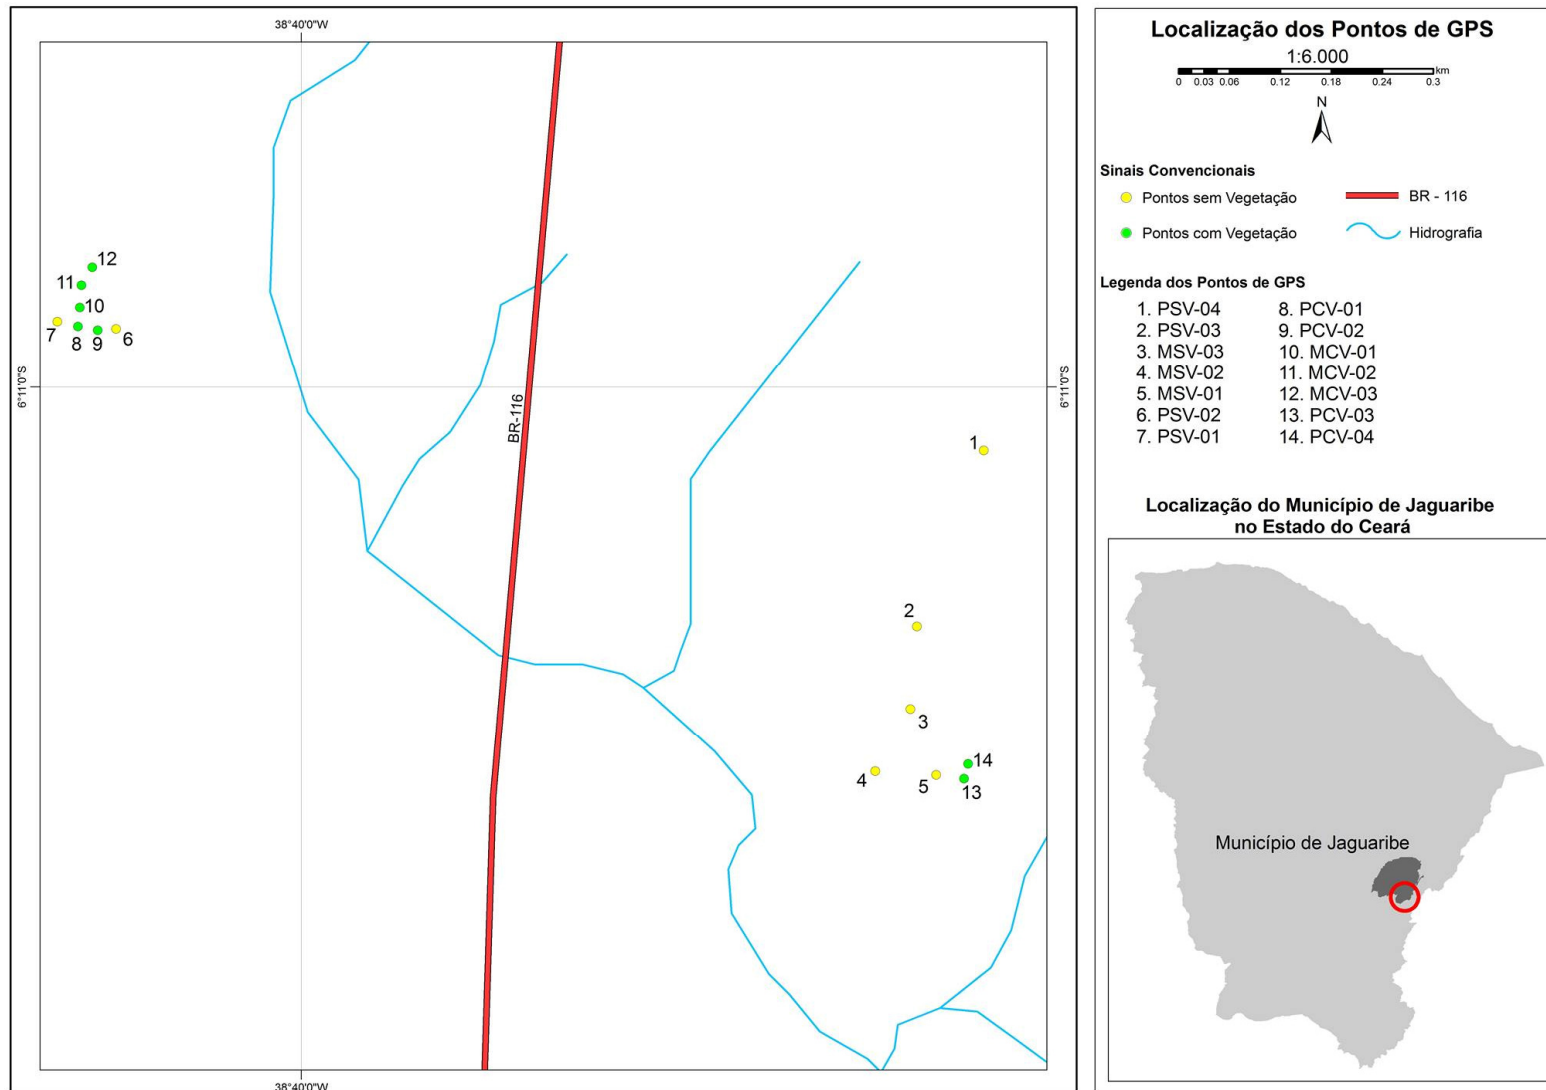 38°40'0"W
6°11'0"S
12
11
10
7
8
9
6
BR-116
1
2
3
4
5
14
13
6°11'0"S
38°40'0"W
Localização dos Pontos de GPS
1:6.000
km
0 0.03 0.06 0.12 0.18 0.24 0.3
N
Sinais Convencionais
Pontos sem Vegetação
BR - 116
Pontos com Vegetação
Hidrografia
Legenda dos Pontos de GPS
1. PSV-04
2. PSV-03
3. MSV-03
4. MSV-02
5. MSV-01
6. PSV-02
7. PSV-01
8. PCV-01
9. PCV-02
10. MCV-01
11. MCV-02
12. MCV-03
13. PCV-03
14. PCV-04
Localização do Município de Jaguaribe
no Estado do Ceará
Município de Jaguaribe